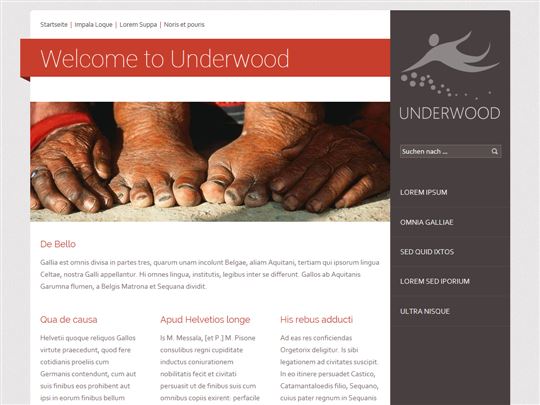 Startseite | Impala Loque | Lorem Suppa | Noris et pouris
Welcome to Underwood
UNDERWOOD
Suchen nach ...
LOREM IPSUM
OMNIA GALLIAE
SED QUID IXTOS
LOREM SED IPORIUM
ULTRA NISQUE
De Bello
Gallia est omnis divisa in partes tres, quarum unam incolunt Belgae, aliam Aquitani, tertiam qui ipsorum lingua
Celtae, nostra Galli appellantur. Hi omnes lingua, institutis, legibus inter se differunt. Gallos ab Aquitanis
Garumna flumen, a Belgis Matrona et Sequana dividit.
Qua de causa
Helvetii quoque reliquos Gallos
virtute praecedunt, quod fere
cotidianis proeliis cum
Germanis contendunt, cum aut
suis finibus eos prohibent aut
ipsi in eorum finibus bellum
Apud Helvetios longe
Is M. Messala, [et P.] M. Pisone
consulibus regni cupiditate
inductus coniurationem
nobilitatis fecit et civitati
persuasit ut de finibus suis cum
omnibus copiis exirent: perfacile
His rebus adducti
Ad eas res conficiendas
Orgetorix deligitur. Is sibi
legationem ad civitates suscipit.
In eo itinere persuadet Castico,
Catamantaloedis filio, Sequano,
cuius pater regnum in Sequanis